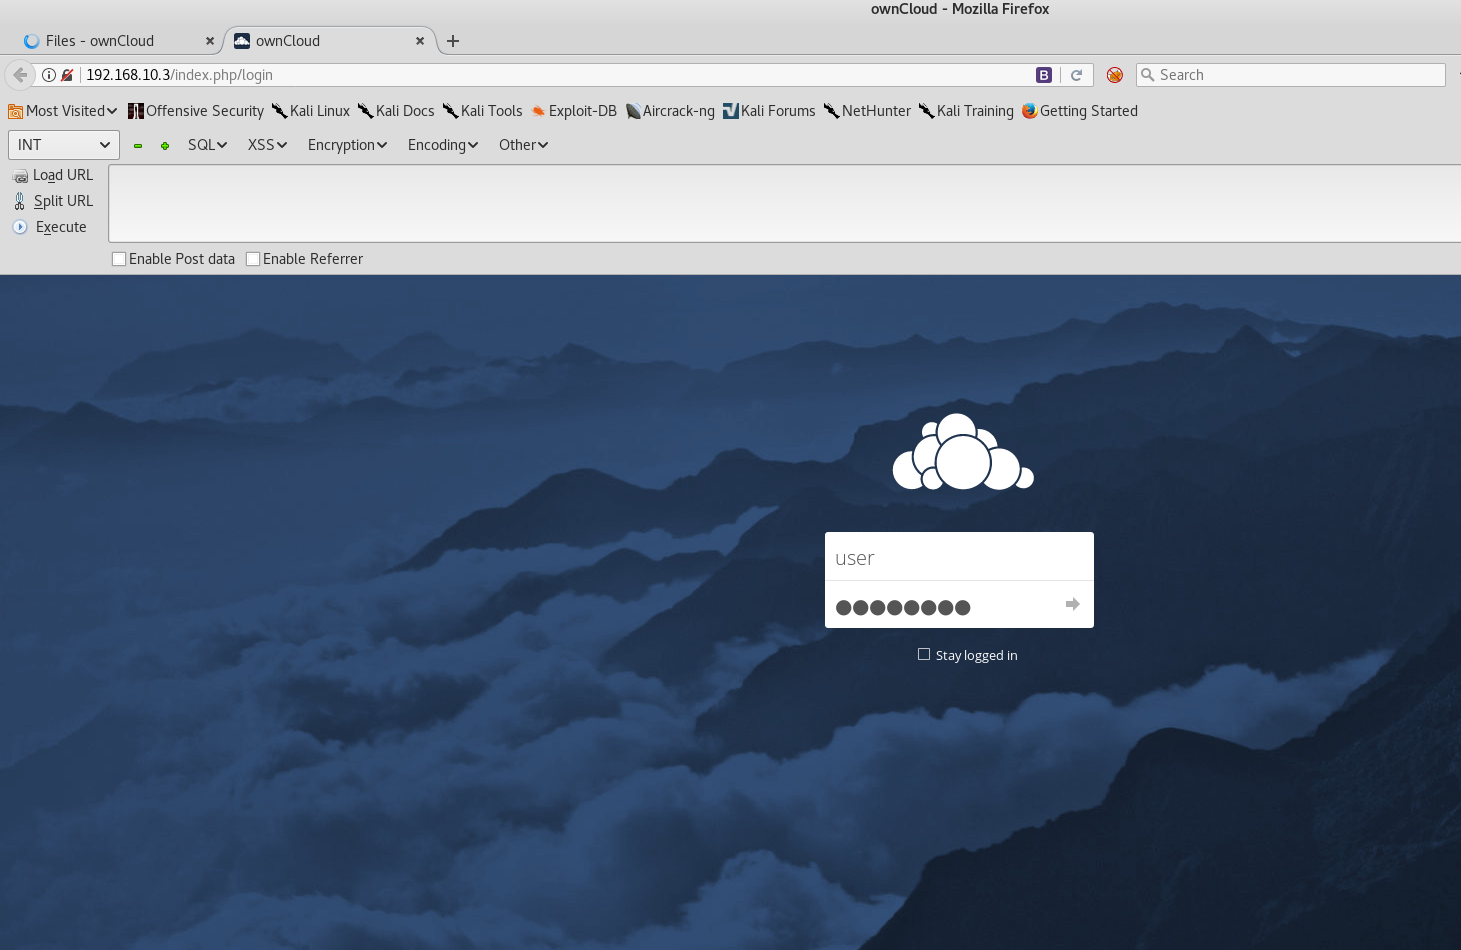 ownCloud - Mozilla Firefox
Files - ownCloud ownCloud
192.168.10.3/index.php/login B Search
Most Visited Offensive Security Kali Linux Kali Docs Kali Tools Exploit-DB Aircrack-ng Kali Forums NetHunter Kali Training Getting Started
INT SQL XSS Encryption Encoding Other
Load URL
Split URL
Execute
Enable Post data Enable Referrer
user
Stay logged in